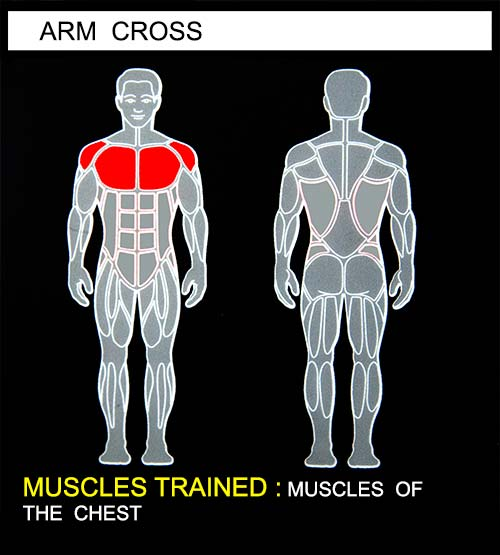 ARM CROSS
MUSCLES TRAINED : MUSCLES OF
THE CHEST